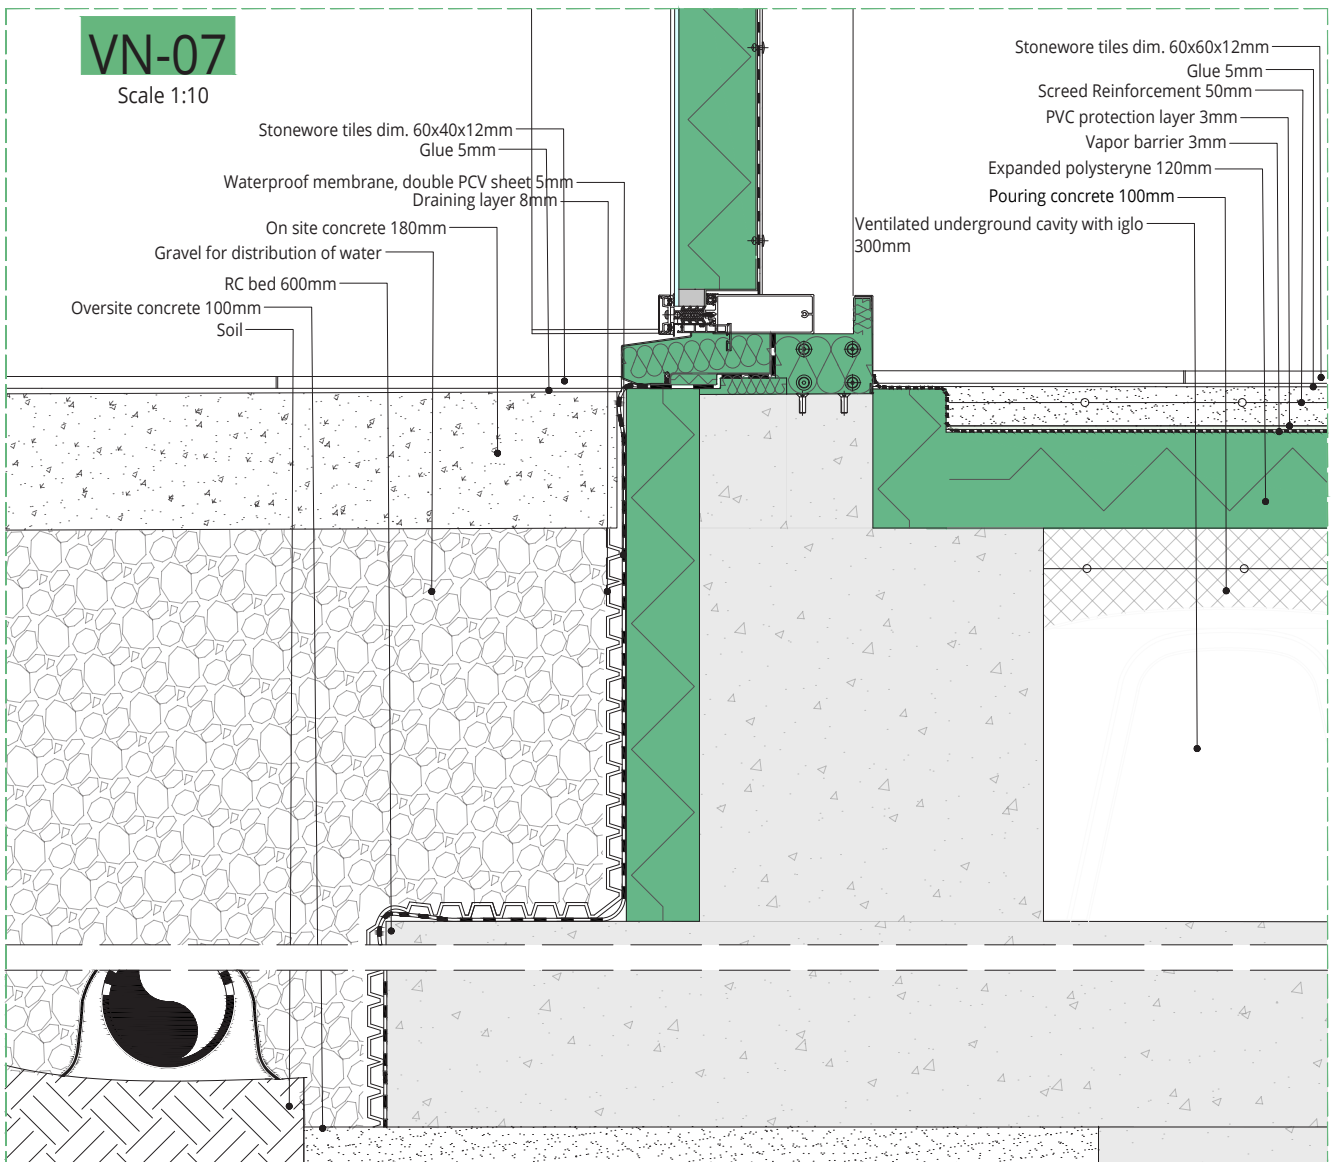 VN-07
Scale 1:10
Stonewore tiles dim. 60x40x12mm
Glue 5mm
Waterproof membrane, double PCV sheet 5mm
Draining layer 8mm
On site concrete 180mm
Gravel for distribution of water
RC bed 600mm
Oversite concrete 100mm
Soil
Stonewore tiles dim. 60x60x12mm
Glue 5mm
Screed Reinforcement 50mm
PVC protection layer 3mm
Vapor barrier 3mm
Expanded polysteryne 120mm
Pouring concrete 100mm
Ventilated underground cavity with iglo
300mm